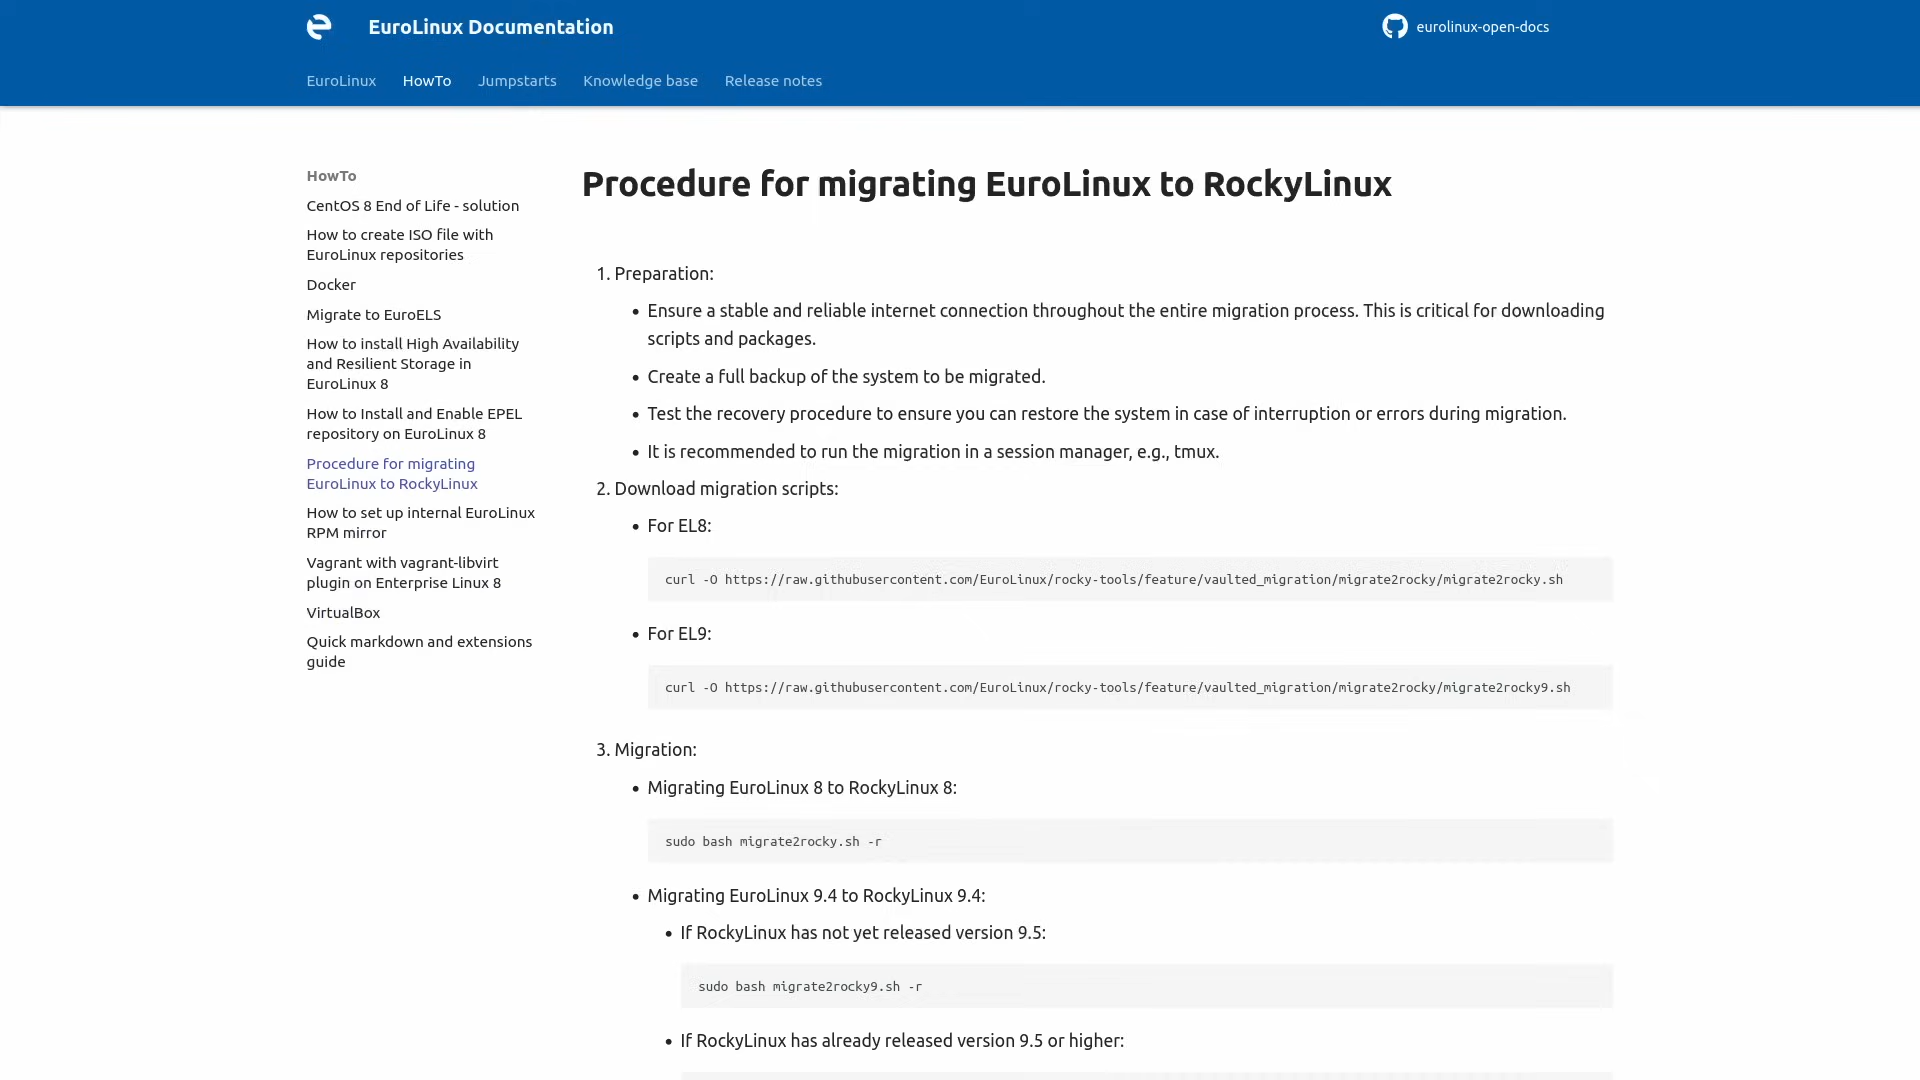 EuroLinux Documentation
eurolinux-open-docs
EuroLinux HowTo Jumpstarts Knowledge base Release notes
HowTo
CentOS 8 End of Life - solution
How to create ISO file with
EuroLinux repositories
Docker
Migrate to EuroELS
How to install High Availability
and Resilient Storage in
EuroLinux 8
How to Install and Enable EPEL
repository on EuroLinux 8
Procedure for migrating
EuroLinux to RockyLinux
How to set up internal EuroLinux
RPM mirror
Vagrant with vagrant-libvirt
plugin on Enterprise Linux 8
VirtualBox
Quick markdown and extensions
guide
Procedure for migrating EuroLinux to RockyLinux
1. Preparation:
• Ensure a stable and reliable internet connection throughout the entire migration process. This is critical for downloading
scripts and packages.
• Create a full backup of the system to be migrated.
• Test the recovery procedure to ensure you can restore the system in case of interruption or errors during migration.
• It is recommended to run the migration in a session manager, e.g., tmux.
2. Download migration scripts:
• For EL8:
curl -O https://raw.githubusercontent.com/EuroLinux/rocky-tools/feature/vaulted_migration/migrate2rocky/migrate2rocky.sh
• For EL9:
curl -O https://raw.githubusercontent.com/EuroLinux/rocky-tools/feature/vaulted_migration/migrate2rocky/migrate2rocky9.sh
3. Migration:
• Migrating EuroLinux 8 to RockyLinux 8:
sudo bash migrate2rocky.sh -r
• Migrating EuroLinux 9.4 to RockyLinux 9.4:
• If RockyLinux has not yet released version 9.5:
sudo bash migrate2rocky9.sh -r
• If RockyLinux has already released version 9.5 or higher: